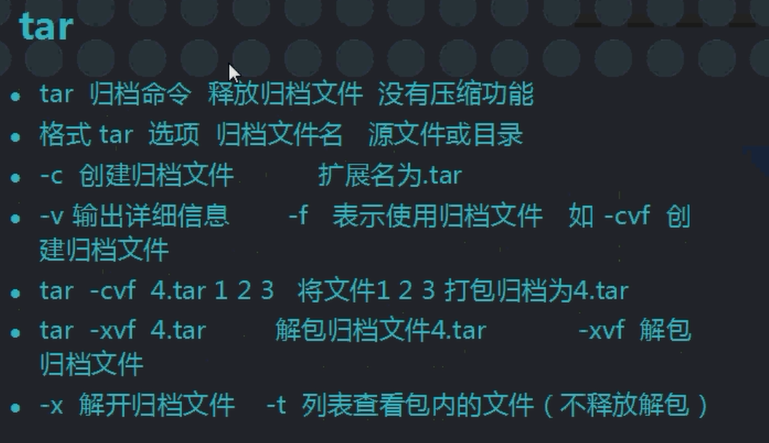 tar
• tar 归档命令 释放归档文件 没有压缩功能
• 格式 tar 选项 归档文件名 源文件或目录
• -c 创建归档文件 扩展名为.tar
• -v 输出详细信息 -f 表示使用归档文件 如 -cvf 创
建归档文件
• tar -cvf 4.tar 1 2 3 将文件1 2 3 打包归档为4.tar
• tar -xvf 4.tar 解包归档文件4.tar -xvf 解包
归档文件
• -x 解开归档文件 -t 列表查看包内的文件（不释放解包）